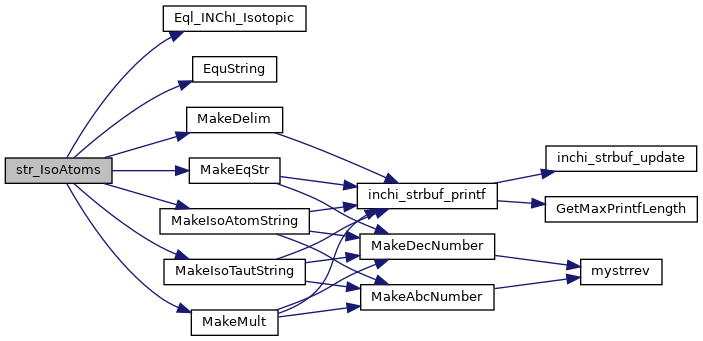 str_IsoAtoms
Eql_INChI_Isotopic
EquString
MakeDelim
MakeEqStr
MakeIsoAtomString
MakeIsoTautString
MakeMult
inchi_strbuf_printf
MakeDecNumber
MakeAbcNumber
inchi_strbuf_update
GetMaxPrintfLength
mystrrev